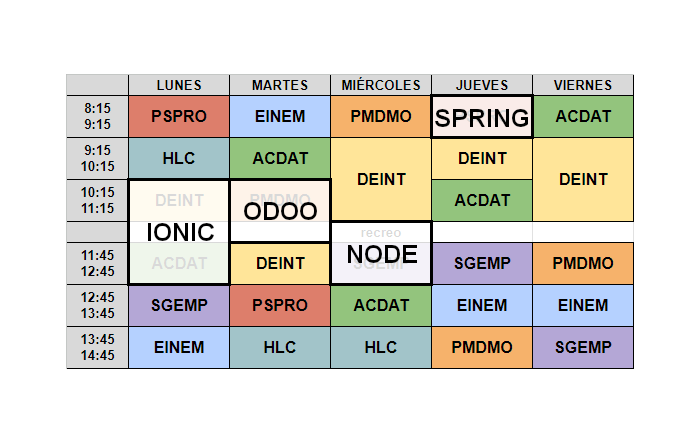 LUNES MARTES MIÉRCOLES JUEVES VIERNES
8:15
9:15
PSPRO EINEM PMDMO SPRING ACDAT
9:15
10:15
HLC ACDAT DEINT DEINT DEINT
10:15
11:15
DEINT PMDMO ACDAT
IONIC ODOO
recreo
11:45
12:45
ACDAT DEINT NODE SGEMP SGEMP PMDMO
12:45
13:45
SGEMP PSPRO ACDAT EINEM EINEM
13:45
14:45
EINEM HLC HLC PMDMO SGEMP